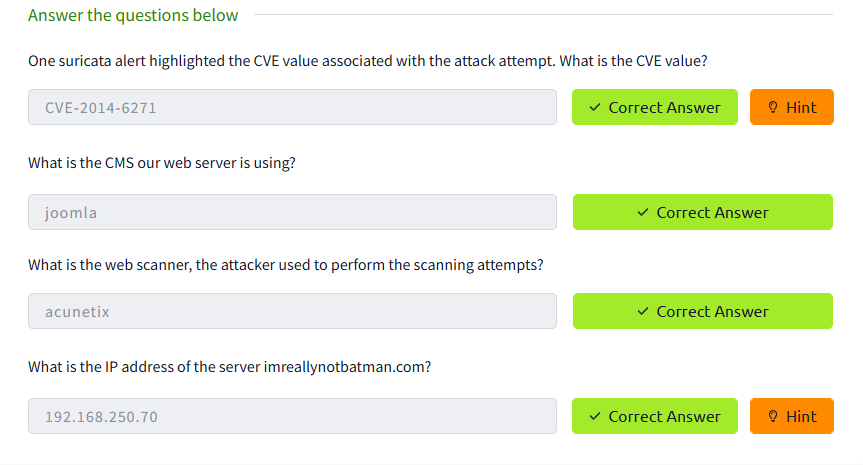 Answer the questions below
One suricata alert highlighted the CVE value associated with the attack attempt. What is the CVE value?
CVE-2014-6271
Correct Answer
Hint
What is the CMS our web server is using?
joomla
Correct Answer
What is the web scanner, the attacker used to perform the scanning attempts?
acunetix
Correct Answer
What is the IP address of the server imreallynotbatman.com?
192.168.250.70
Correct Answer
Hint